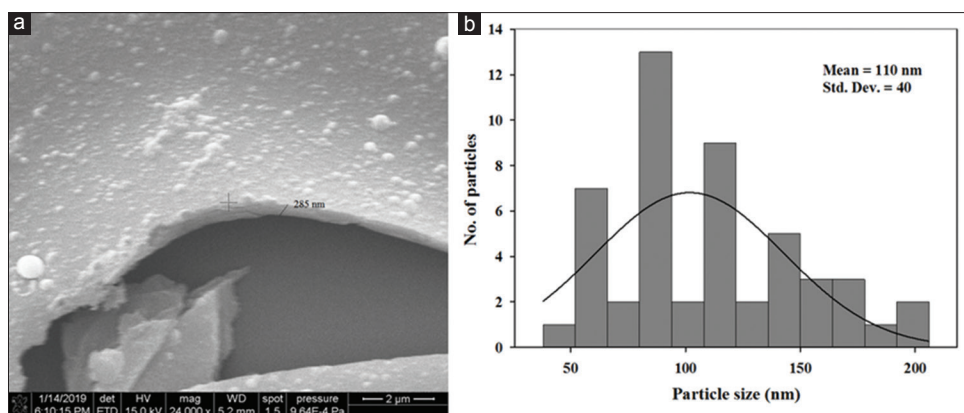 a
285 nm
1/14/2019 det HV mag WD spot pressure 2 µm
6:10:15 PM ETD 15.0 kV 24,000 x 5.2 mm 1.5 9.64E-4 Pa
b
14
12
10
8
6
4
2
0
No. of particles
Mean = 110 nm
Std. Dev. = 40
50 100 150 200
Particle size (nm)